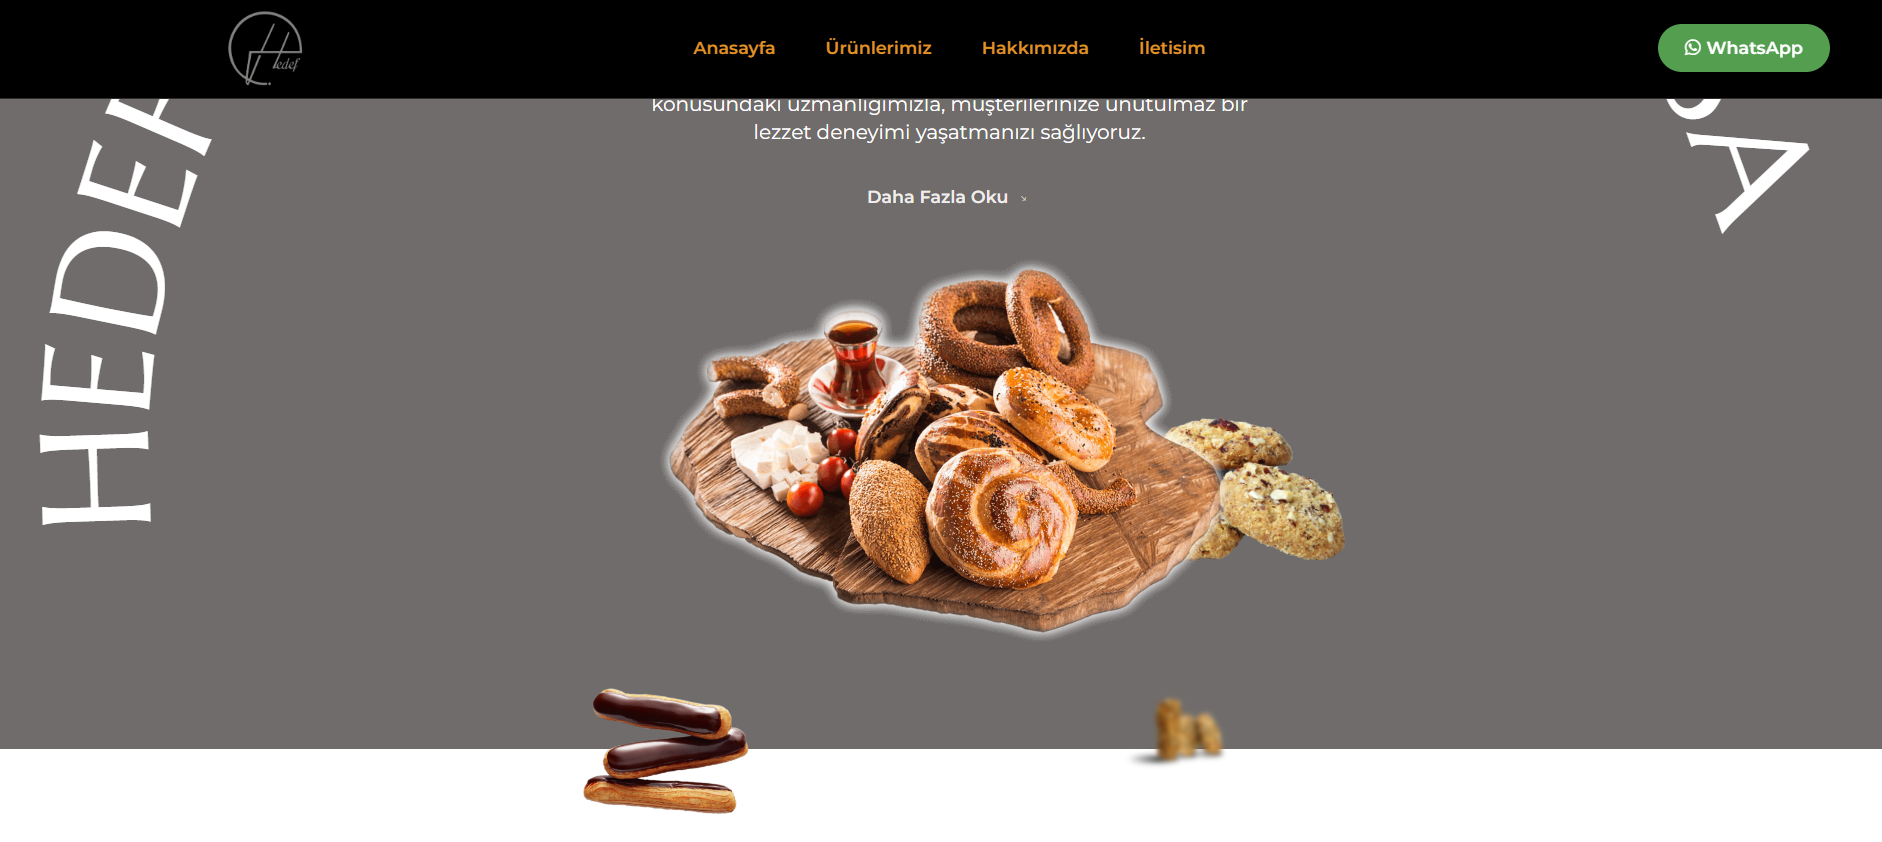 Hedef
Anasayfa
Ürünlerimiz
Hakkımızda
İletisim
WhatsApp
konusundaki uzmanlığımızla, müşterilerinize unutulmaz bir
lezzet deneyimi yaşatmanızı sağlıyoruz.
Daha Fazla Oku
HEDEF
A